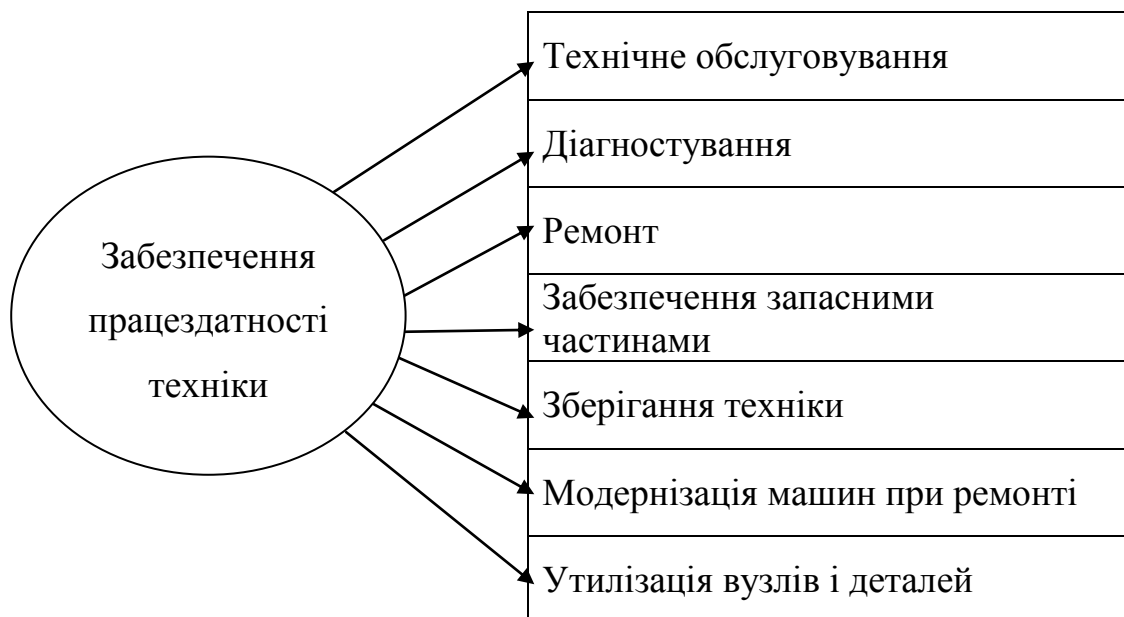 Забезпечення
працездатності
техніки
Технічне обслуговування
Діагностування
Ремонт
Забезпечення запасними
частинами
Зберігання техніки
Модернізація машин при ремонті
Утилізація вузлів і деталей